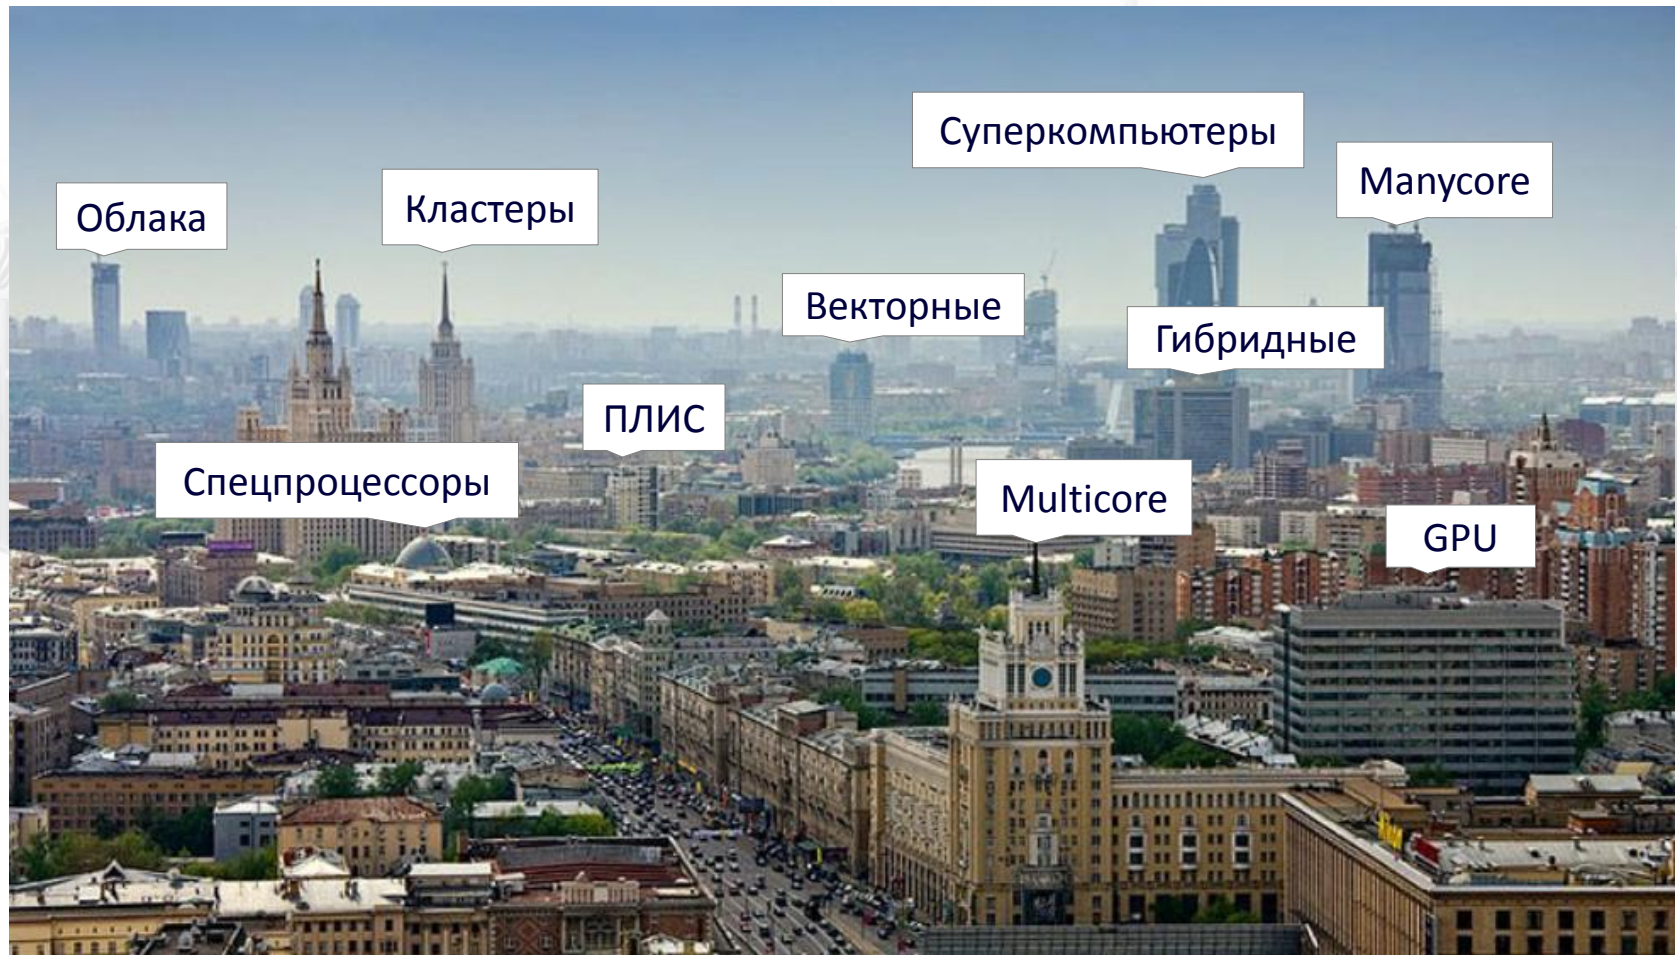 Суперкомпьютеры
Manycore
Облака
Кластеры
Векторные
Гибридные
ПЛИС
Спецпроцессоры
Multicore
GPU